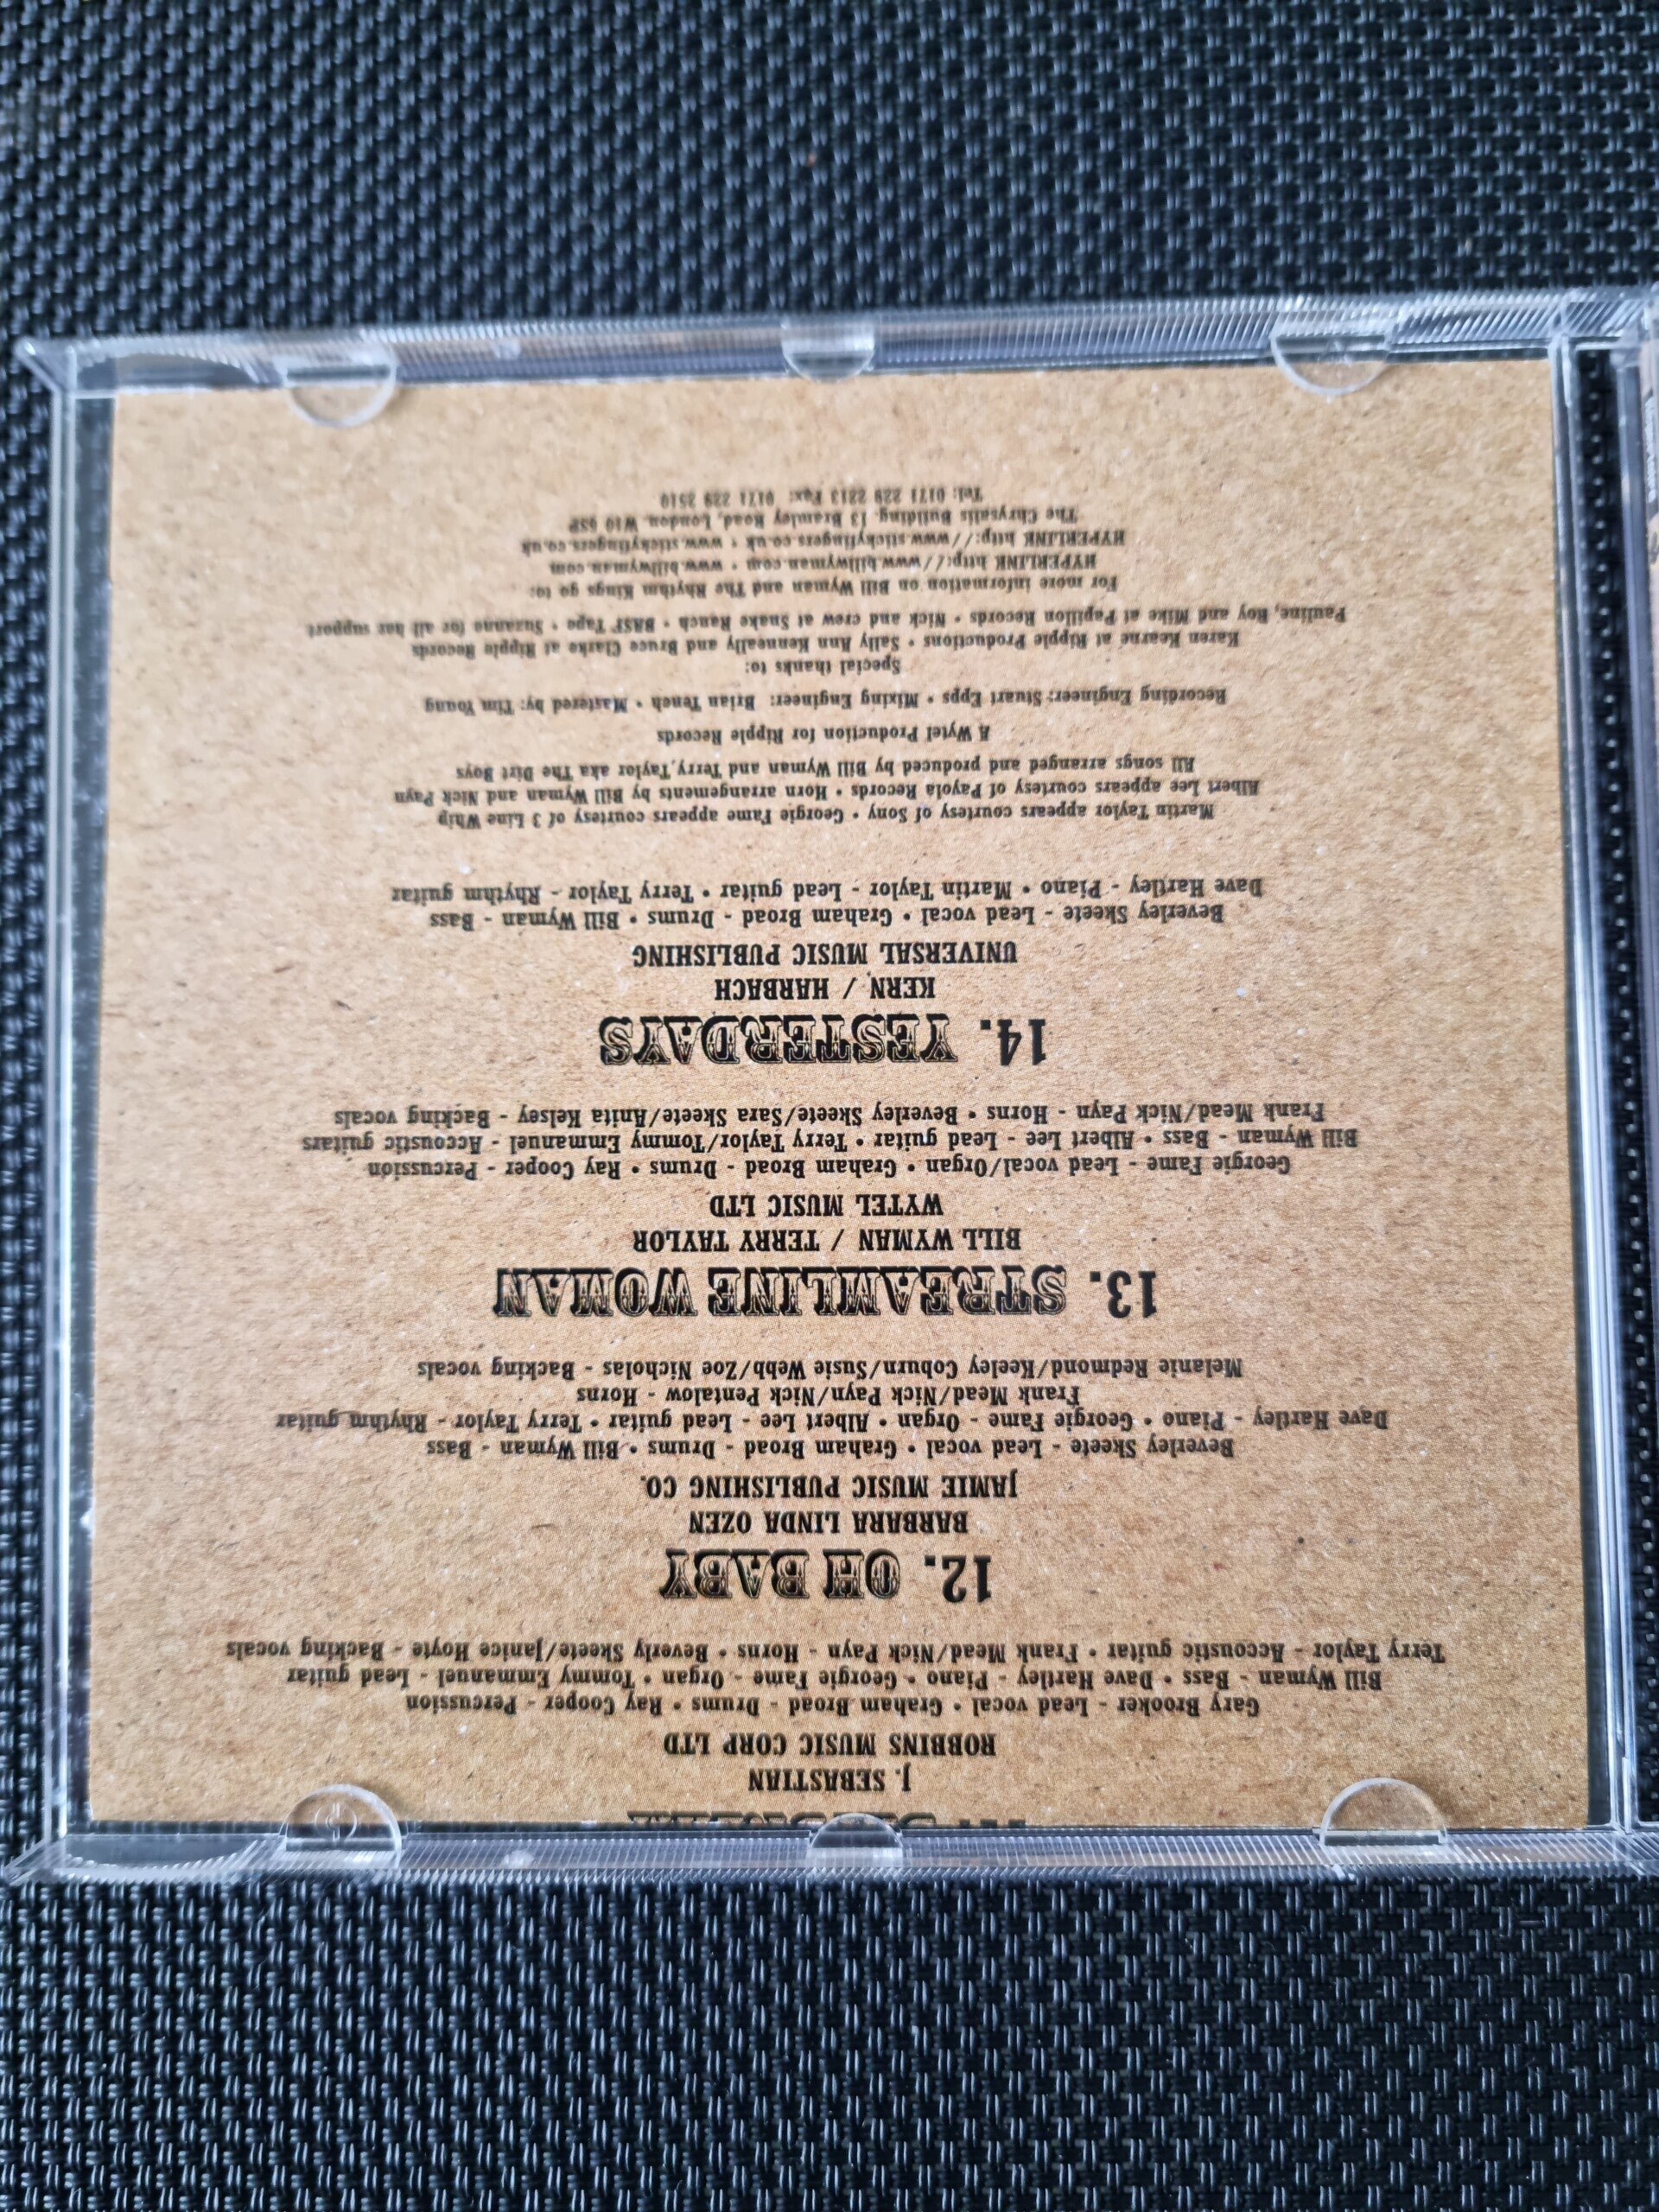 J. SEBASTIAN
ROBBINS MUSIC CORP LTD
Gary Brooker - Lead vocal • Graham Broad - Drums • Ray Cooper - Percussion
Bill Wyman - Bass • Dave Hartley - Piano • Georgie Fame - Organ • Tommy Emmanuel - Lead guitar
Terry Taylor - Accoustic guitar • Frank Mead/Nick Payn - Horns • Beverly Skeete/Janice Hoyte - Backing vocals
12. OH BABY
BARBARA LINDA OZEN
JAMIE MUSIC PUBLISHING CO.
Beverley Skeete - Lead vocal • Graham Broad - Drums • Bill Wyman - Bass
Dave Hartley - Piano • Georgie Fame - Organ • Albert Lee - Lead guitar • Terry Taylor - Rhythm guitar
Frank Mead/Nick Payn/Nick Pentalow - Horns
Melanie Redmond/Keeley Coburn/Susie Webb/Zoe Nicholas - Backing vocals
13. STREAMLINE WOMAN
BILL WYMAN / TERRY TAYLOR
WYTEL MUSIC LTD
Georgie Fame - Lead vocal/Organ • Graham Broad - Drums • Ray Cooper - Percussion
Bill Wyman - Bass • Albert Lee - Lead guitar • Terry Taylor/Tommy Emmanuel - Accoustic guitars
Frank Mead/Nick Payn - Horns • Beverley Skeete/Sara Skeete/Anita Kelsey - Backing vocals
14. YESTERDAYS
KERN / HARBACH
UNIVERSAL MUSIC PUBLISHING
Beverley Skeete - Lead vocal • Graham Broad - Drums • Bill Wyman - Bass
Dave Hartley - Piano • Martin Taylor - Lead guitar • Terry Taylor - Rhythm guitar
Martin Taylor appears courtesy of Sony • Georgie Fame appears courtesy of 3 Line Whip
Albert Lee appears courtesy of Payola Records • Horn arrangements by Bill Wyman and Nick Payn
All songs arranged and produced by Bill Wyman and Terry Taylor aka The Dirt Boys
A Wytel Production for Ripple Records
Recording Engineer: Stuart Epps • Mixing Engineer: Brian Tench • Mastered by: Tim Young
Special thanks to:
Karen Kearne at Ripple Productions • Sally Ann Kenneally and Bruce Clarke at Ripple Records
Pauline, Roy and Mike at Papillon Records • Nick and crew at Snake Ranch • BASF Tape • Suzanne for all her support
For more information on Bill Wyman and The Rhythm Kings go to:
HYPERLINK http://www.billwyman.com • www.billwyman.com
HYPERLINK http://www.stickyfingers.co.uk • www.stickyfingers.co.uk
The Chrysalis Building, 13 Bramley Road, London, W10 6SP
Tel: 0171 229 2213 Fax: 0171 229 2510